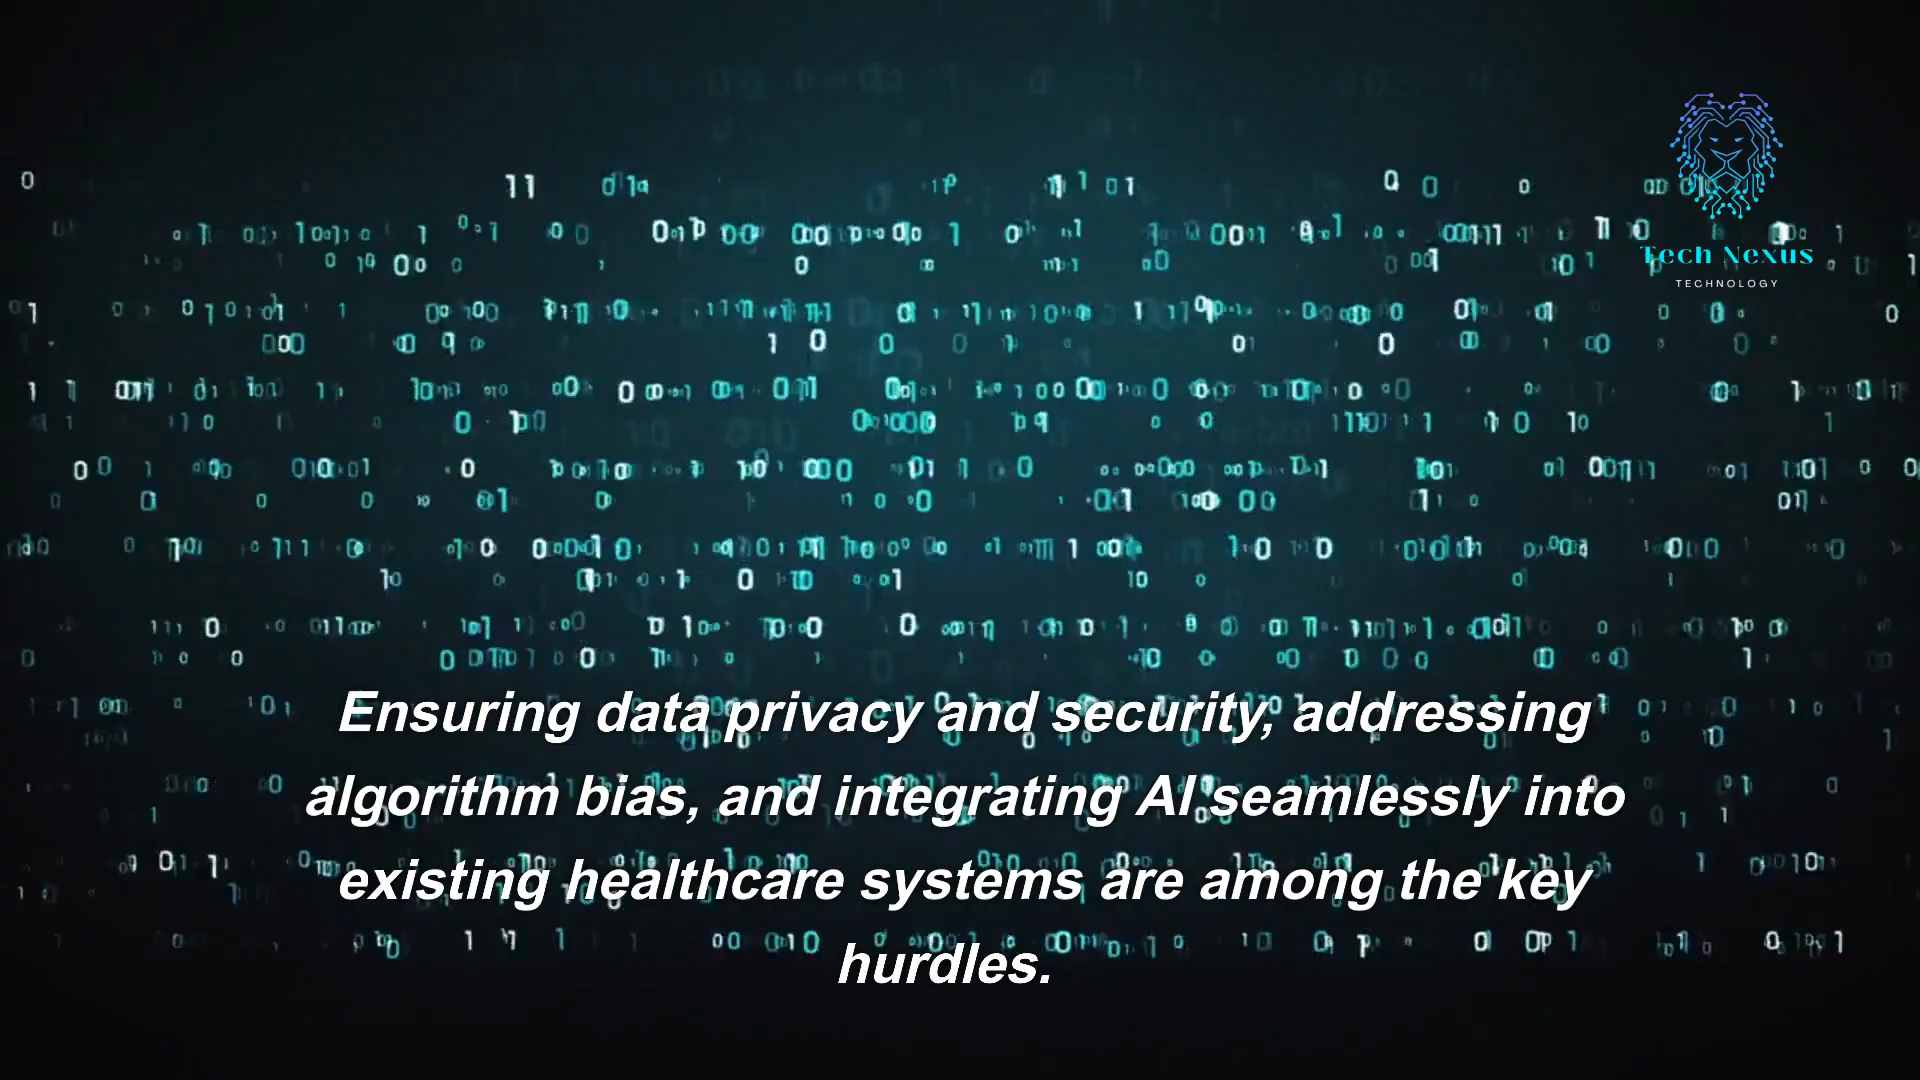 Tech Nexus
TECHNOLOGY
Ensuring data privacy and security, addressing
algorithm bias, and integrating AI seamlessly into
existing healthcare systems are among the key
hurdles.